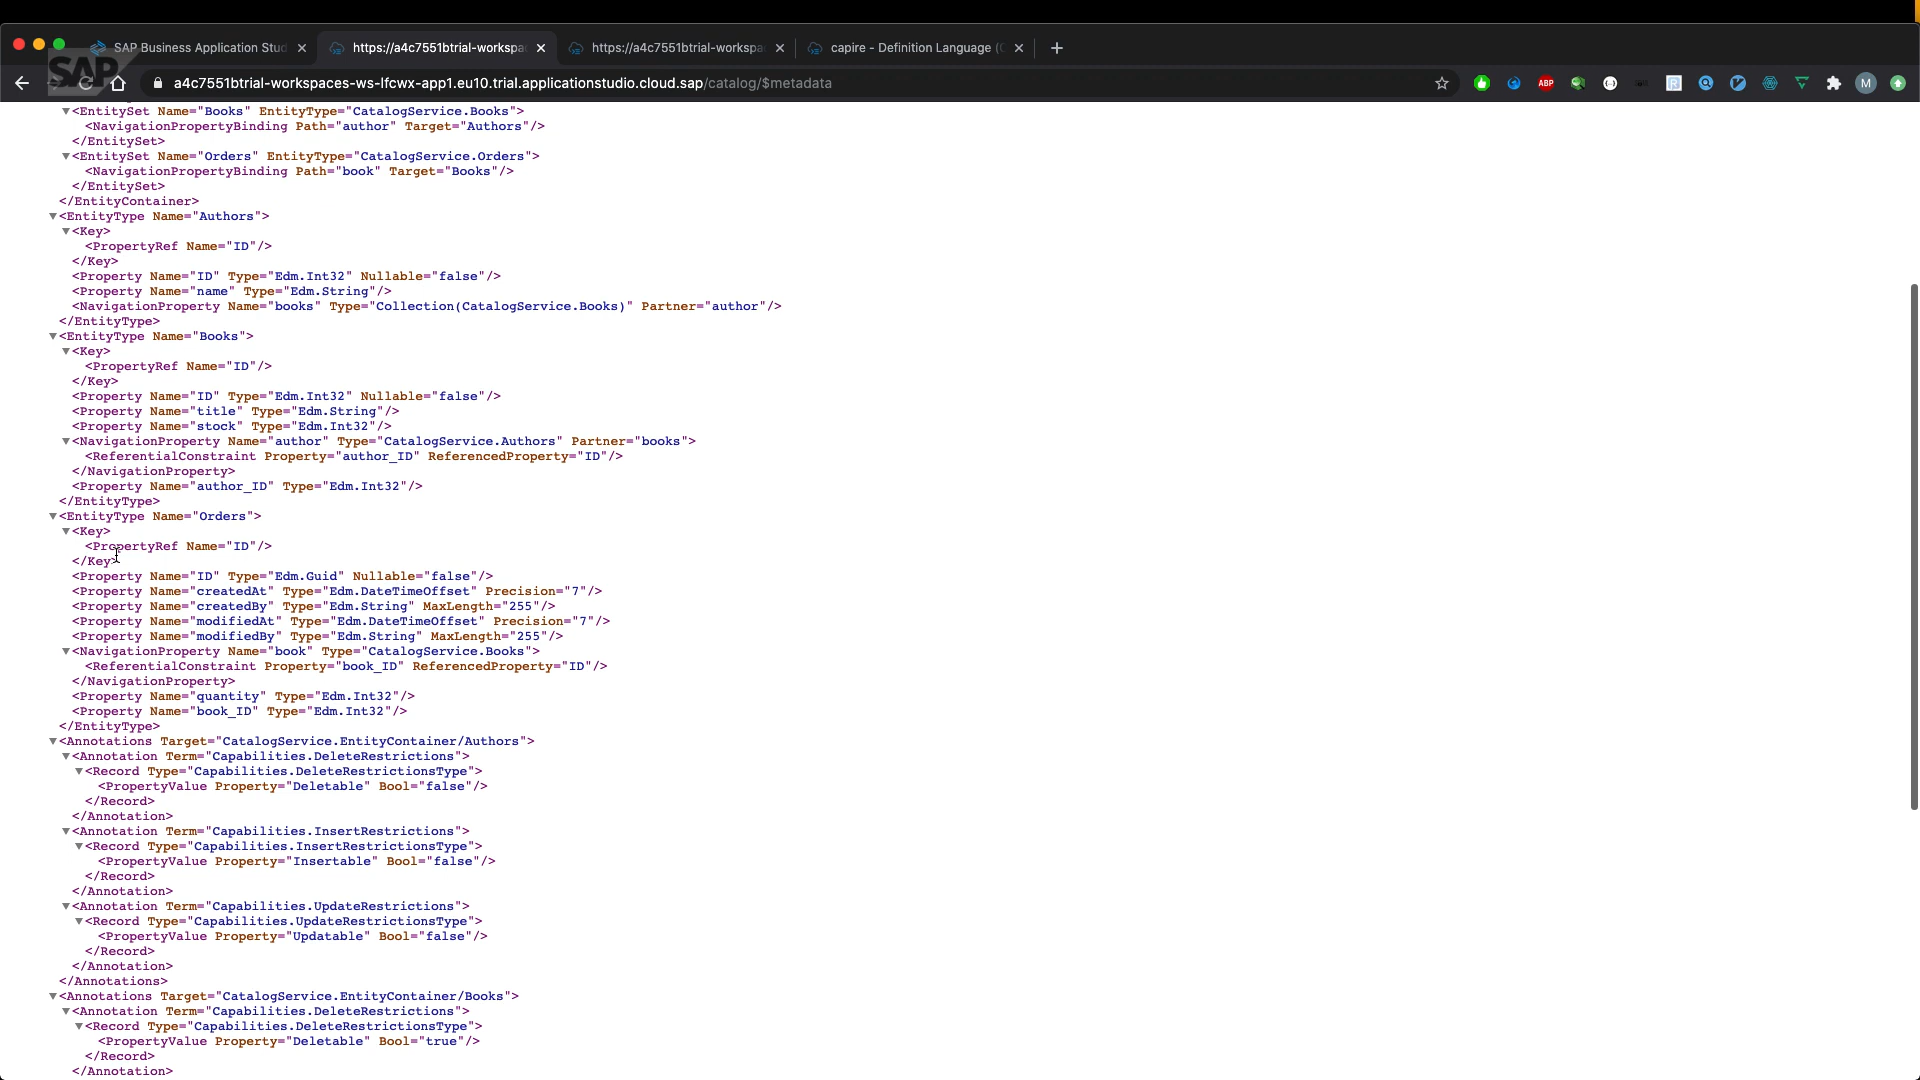 SAP Business Application Stud
https://a4c7551btrial-workspa
https://a4c7551btrial-workspa
capire - Definition Language (
SAP
a4c7551btrial-workspaces-ws-lfcwx-app1.eu10.trial.applicationstudio.cloud.sap/catalog/$metadata
ABP
M
▼<EntitySet Name="Books" EntityType="CatalogService.Books">
<NavigationPropertyBinding Path="author" Target="Authors"/>
</EntitySet>
▼<EntitySet Name="Orders" EntityType="CatalogService.Orders">
<NavigationPropertyBinding Path="book" Target="Books"/>
</EntitySet>
</EntityContainer>
▼<EntityType Name="Authors">
▼<Key>
<PropertyRef Name="ID"/>
</Key>
<Property Name="ID" Type="Edm.Int32" Nullable="false"/>
<Property Name="name" Type="Edm.String"/>
<NavigationProperty Name="books" Type="Collection(CatalogService.Books)" Partner="author"/>
</EntityType>
▼<EntityType Name="Books">
▼<Key>
<PropertyRef Name="ID"/>
</Key>
<Property Name="ID" Type="Edm.Int32" Nullable="false"/>
<Property Name="title" Type="Edm.String"/>
<Property Name="stock" Type="Edm.Int32"/>
▼<NavigationProperty Name="author" Type="CatalogService.Authors" Partner="books">
<ReferentialConstraint Property="author_ID" ReferencedProperty="ID"/>
</NavigationProperty>
<Property Name="author_ID" Type="Edm.Int32"/>
</EntityType>
▼<EntityType Name="Orders">
▼<Key>
<PropertyRef Name="ID"/>
</Key>
<Property Name="ID" Type="Edm.Guid" Nullable="false"/>
<Property Name="createdAt" Type="Edm.DateTimeOffset" Precision="7"/>
<Property Name="createdBy" Type="Edm.String" MaxLength="255"/>
<Property Name="modifiedAt" Type="Edm.DateTimeOffset" Precision="7"/>
<Property Name="modifiedBy" Type="Edm.String" MaxLength="255"/>
▼<NavigationProperty Name="book" Type="CatalogService.Books">
<ReferentialConstraint Property="book_ID" ReferencedProperty="ID"/>
</NavigationProperty>
<Property Name="quantity" Type="Edm.Int32"/>
<Property Name="book_ID" Type="Edm.Int32"/>
</EntityType>
▼<Annotations Target="CatalogService.EntityContainer/Authors">
▼<Annotation Term="Capabilities.DeleteRestrictions">
▼<Record Type="Capabilities.DeleteRestrictionsType">
<PropertyValue Property="Deletable" Bool="false"/>
</Record>
</Annotation>
▼<Annotation Term="Capabilities.InsertRestrictions">
▼<Record Type="Capabilities.InsertRestrictionsType">
<PropertyValue Property="Insertable" Bool="false"/>
</Record>
</Annotation>
▼<Annotation Term="Capabilities.UpdateRestrictions">
▼<Record Type="Capabilities.UpdateRestrictionsType">
<PropertyValue Property="Updatable" Bool="false"/>
</Record>
</Annotation>
</Annotations>
▼<Annotations Target="CatalogService.EntityContainer/Books">
▼<Annotation Term="Capabilities.DeleteRestrictions">
▼<Record Type="Capabilities.DeleteRestrictionsType">
<PropertyValue Property="Deletable" Bool="true"/>
</Record>
</Annotation>